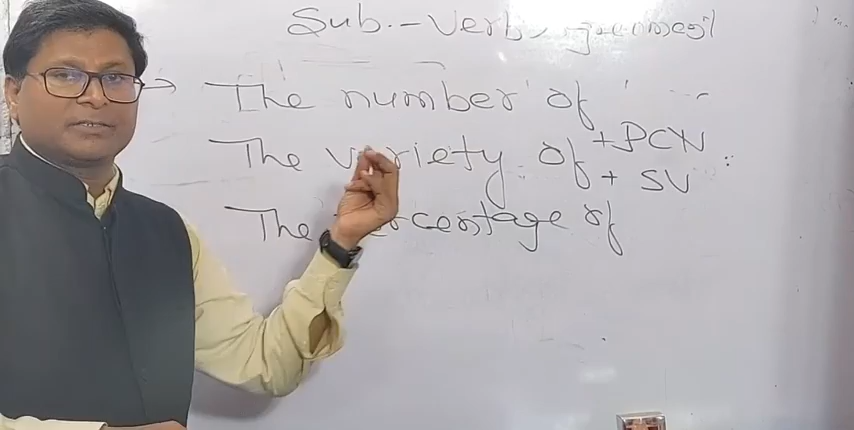 Sub. - Verb
→ The number of
The variety of + PCN
+ SV
The of